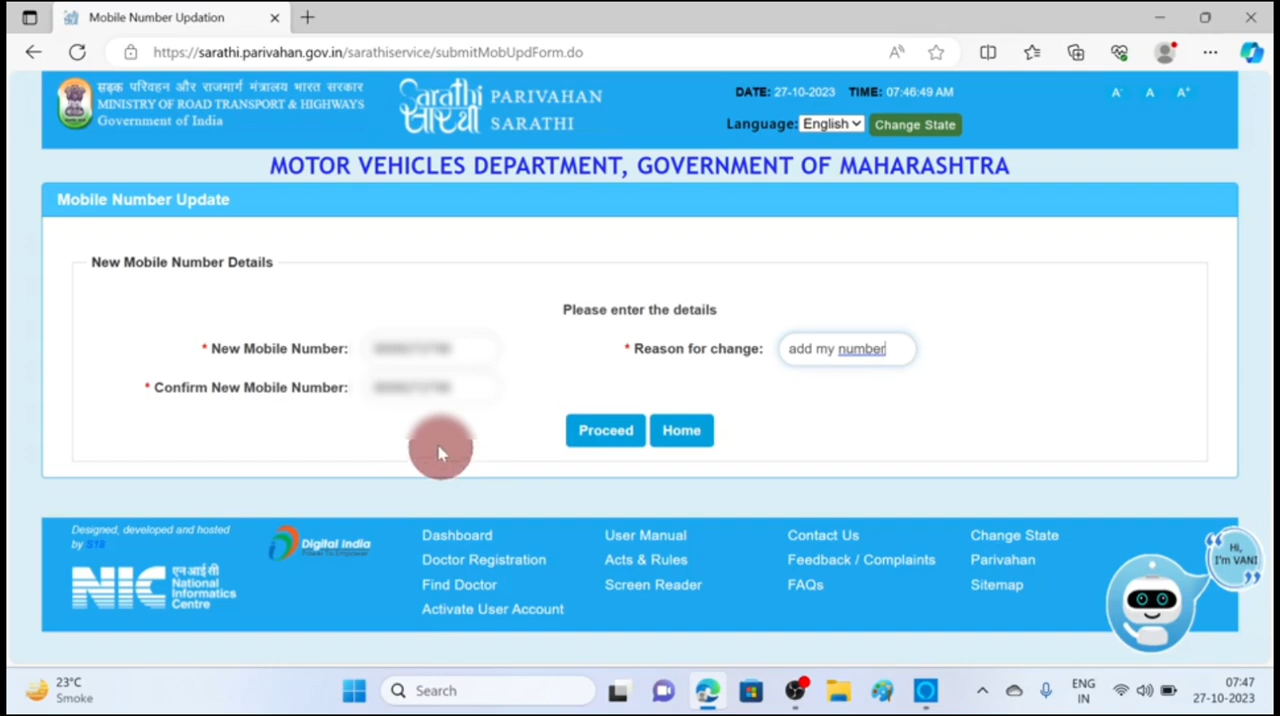 Mobile Number Updation
https://sarathi.parivahan.gov.in/sarathiservice/submitMobUpdForm.do
सड़क परिवहन और राजमार्ग मंत्रालय भारत सरकार
MINISTRY OF ROAD TRANSPORT & HIGHWAYS
Government of India
Sarathi
सारथी
PARIVAHAN
SARATHI
DATE: 27-10-2023 TIME: 07:46:49 AM
A- A A+
Language: English Change State
MOTOR VEHICLES DEPARTMENT, GOVERNMENT OF MAHARASHTRA
Mobile Number Update
New Mobile Number Details
Please enter the details
* New Mobile Number:
* Reason for change: add my number
* Confirm New Mobile Number:
Proceed Home
Designed, developed and hosted
by S18
NIC
एन आई सी
National
Informatics
Centre
Digital India
Power To Empower
Dashboard
Doctor Registration
Find Doctor
Activate User Account
User Manual
Acts & Rules
Screen Reader
Contact Us
Feedback / Complaints
FAQs
Change State
Parivahan
Sitemap
Hi,
I'm VANI
23°C
Smoke
Search
ENG
IN
07:47
27-10-2023